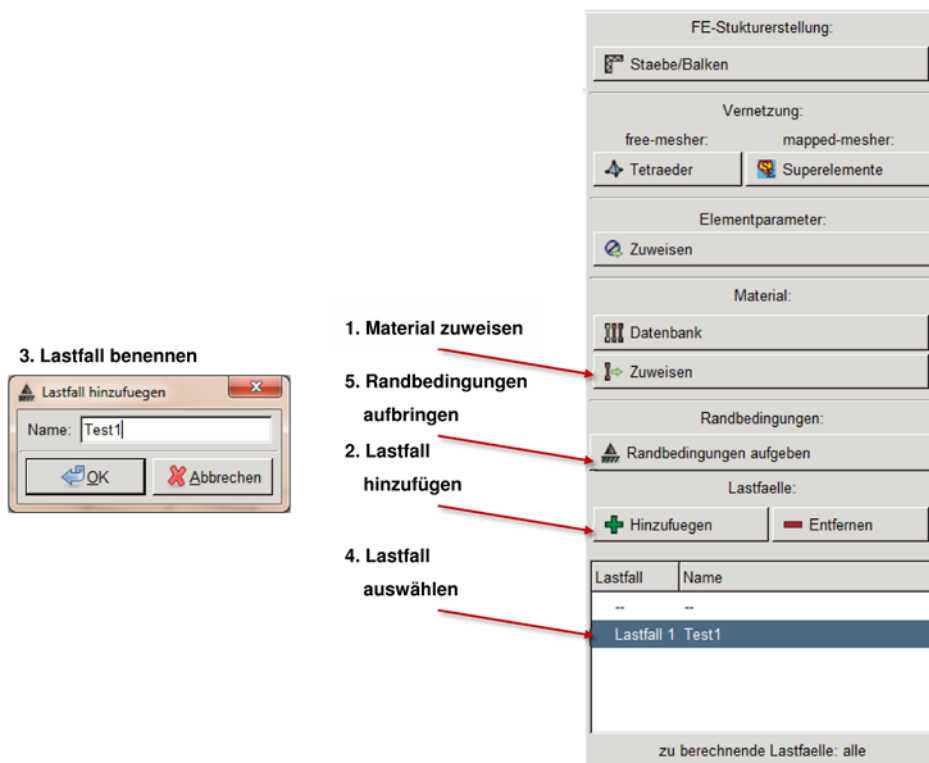 FE-Stukturerstellung:
Staebe/Balken
Vernetzung:
free-mesher: mapped-mesher:
Tetraeder Superelemente
Elementparameter:
Zuweisen
Material:
1. Material zuweisen
Datenbank
3. Lastfall benennen
Zuweisen
Lastfall hinzufuegen
5. Randbedingungen
aufbringen
Randbedingungen:
Name: Test1
Randbedingungen aufgeben
2. Lastfall
hinzufügen
OK Abbrechen
Lastfaelle:
Hinzufuegen Entfernen
4. Lastfall
auswählen
Lastfall Name
-- --
Lastfall 1 Test1
zu berechnende Lastfaelle: alle